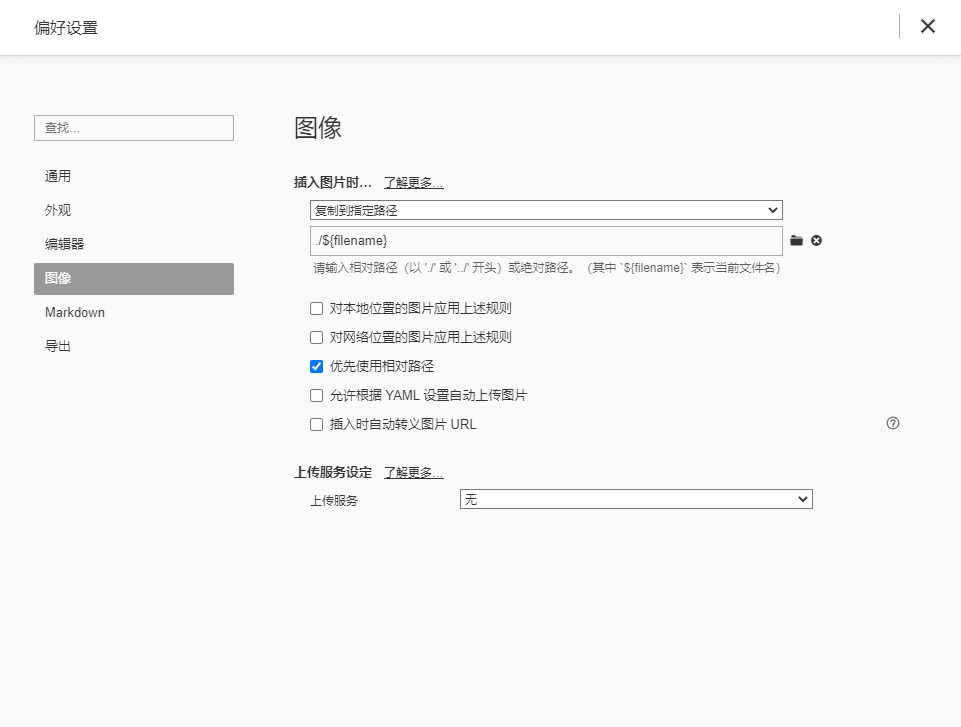 偏好设置
查找...
通用
外观
编辑器
图像
Markdown
导出
图像
插入图片时... 了解更多...
复制到指定路径
./${filename}
请输入相对路径（以 './' 或 '../' 开头）或绝对路径。（其中 `${filename}` 表示当前文件名）
对本地位置的图片应用上述规则
对网络位置的图片应用上述规则
优先使用相对路径
允许根据 YAML 设置自动上传图片
插入时自动转义图片 URL
上传服务设定 了解更多...
上传服务 无